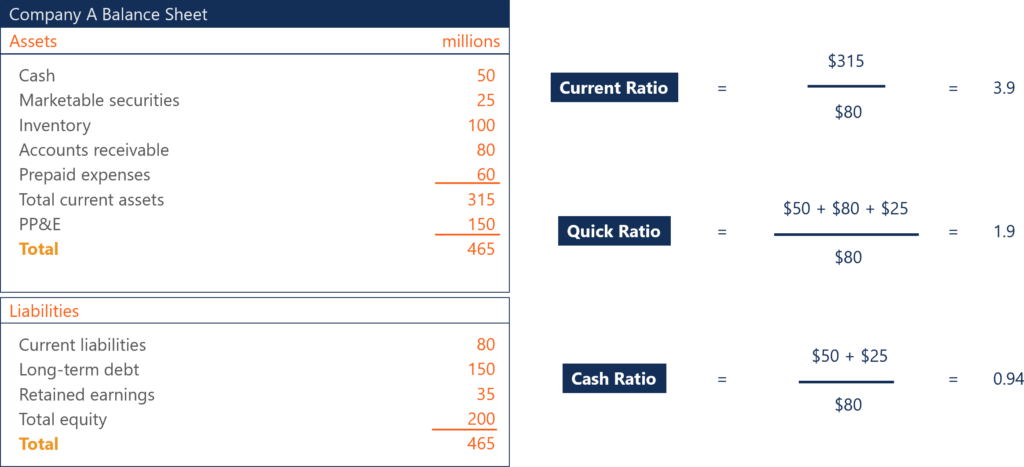 Company A Balance Sheet
Assets millions
Cash 50
Marketable securities 25
Inventory 100
Accounts receivable 80
Prepaid expenses 60
Total current assets 315
PP&E 150
Total 465
Liabilities
Current liabilities 80
Long-term debt 150
Retained earnings 35
Total equity 200
Total 465
$315
Current Ratio = = 3.9
$80
$50 + $80 + $25
Quick Ratio = = 1.9
$80
$50 + $25
Cash Ratio = = 0.94
$80